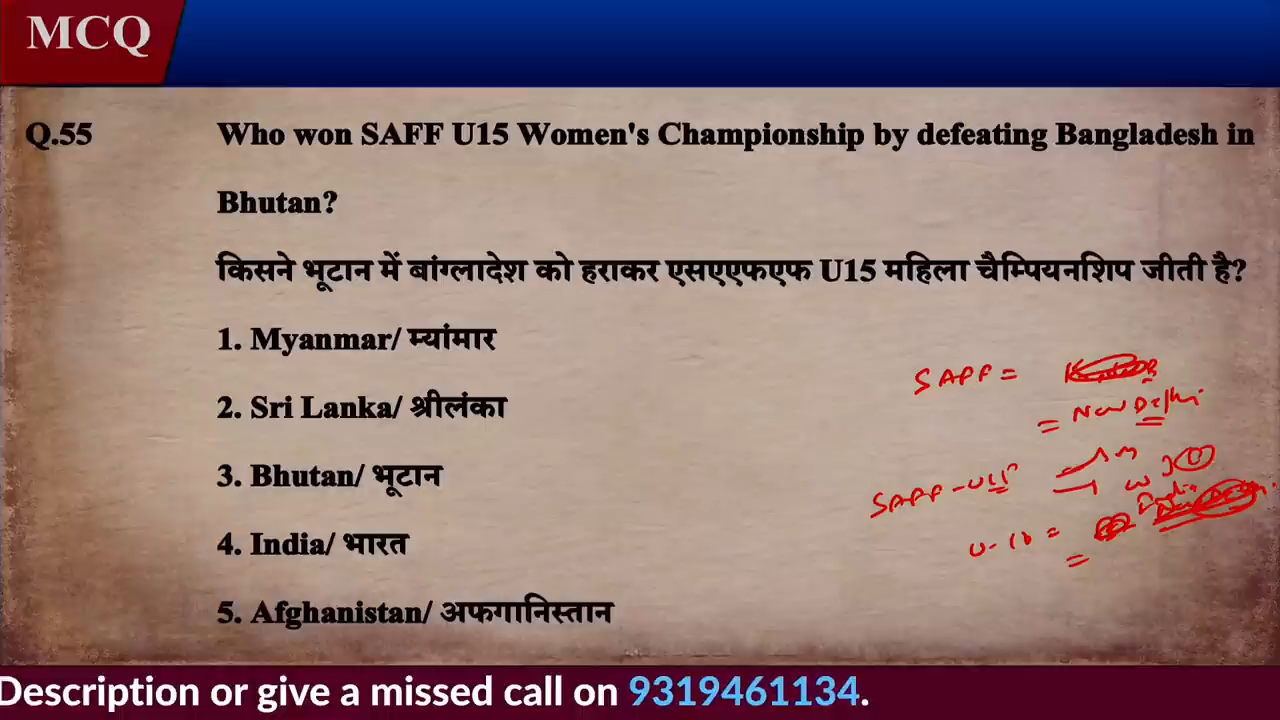 MCQ
Q.55 Who won SAFF U15 Women's Championship by defeating Bangladesh in
Bhutan?
किसने भूटान में बांग्लादेश को हराकर एसएएफएफ U15 महिला चैम्पियनशिप जीती है?
1. Myanmar/ म्यांमार
2. Sri Lanka/ श्रीलंका
3. Bhutan/ भूटान
4. India/ भारत
5. Afghanistan/ अफगानिस्तान
SAFF =
= New Delhi
SAFF-U15
U-18 = India
=
Description or give a missed call on 9319461134.